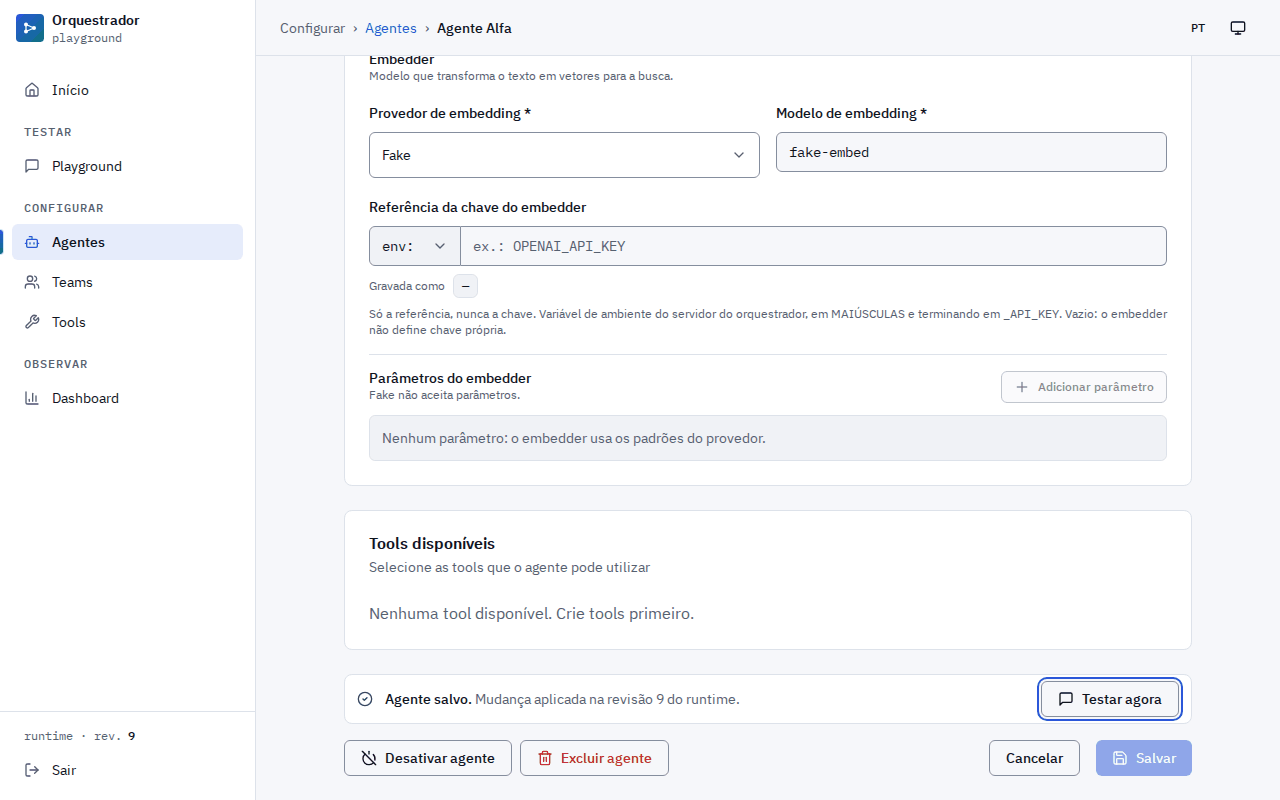 Orquestrador
playground
Início
TESTAR
Playground
CONFIGURAR
Agentes
Teams
Tools
OBSERVAR
Dashboard
runtime · rev. 9
Sair
Configurar › Agentes › Agente Alfa
PT
Embedder
Modelo que transforma o texto em vetores para a busca.
Provedor de embedding *
Modelo de embedding *
Fake
fake-embed
Referência da chave do embedder
env:
ex.: OPENAI_API_KEY
Gravada como —
Só a referência, nunca a chave. Variável de ambiente do servidor do orquestrador, em MAIÚSCULAS e terminando em _API_KEY. Vazio: o embedder
não define chave própria.
Parâmetros do embedder
Fake não aceita parâmetros.
Adicionar parâmetro
Nenhum parâmetro: o embedder usa os padrões do provedor.
Tools disponíveis
Selecione as tools que o agente pode utilizar
Nenhuma tool disponível. Crie tools primeiro.
Agente salvo. Mudança aplicada na revisão 9 do runtime.
Testar agora
Desativar agente
Excluir agente
Cancelar
Salvar